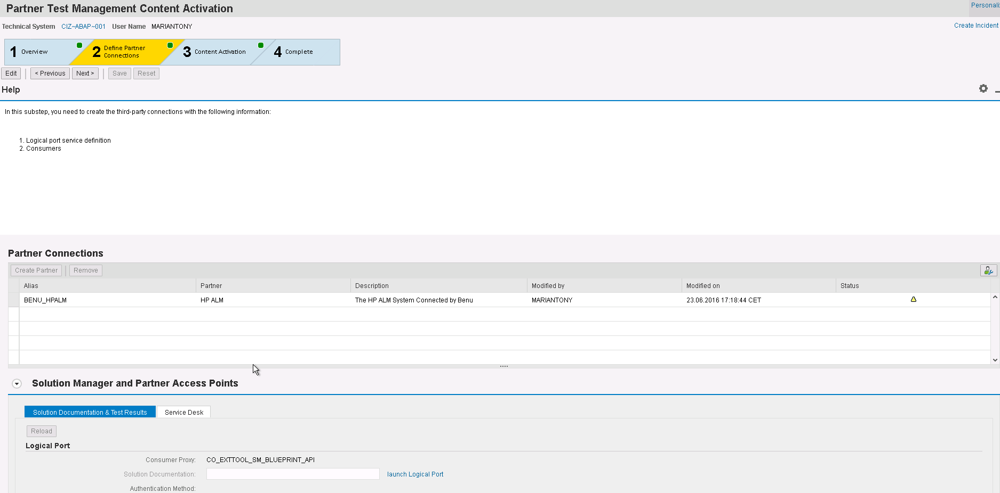 Partner Test Management Content Activation
Personali
Technical System CIZ~ABAP~001 User Name MARIANTONY
Create Incident
1 Overview
2 Define Partner Connections
3 Content Activation
4 Complete
Edit < Previous Next > Save Reset
Help
In this substep, you need to create the third-party connections with the following information:
1. Logical port service definition
2. Consumers
Partner Connections
Create Partner Remove
Alias Partner Description Modified by Modified on Status
BENU_HPALM HP ALM The HP ALM System Connected by Benu MARIANTONY 23.06.2016 17:18:44 CET
Solution Manager and Partner Access Points
Solution Documentation & Test Results Service Desk
Reload
Logical Port
Consumer Proxy: CO_EXTTOOL_SM_BLUEPRINT_API
Solution Documentation: launch Logical Port
Authentication Method: